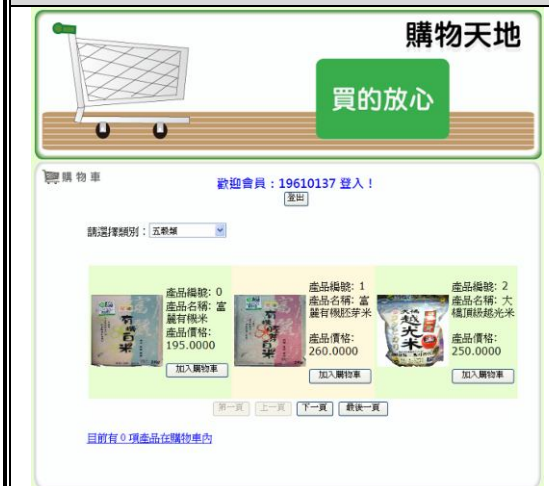 購物天地
買的放心
購物車
歡迎會員：19610137 登入！
登出
請選擇類別：五穀類
產品編號: 0
產品名稱: 富
麗有機米
產品價格:
195.0000
加入購物車
產品編號: 1
產品名稱: 富
麗有機胚芽米
產品價格:
260.0000
加入購物車
產品編號: 2
產品名稱: 大
橋頂級越光米
產品價格:
250.0000
加入購物車
越光米
第一頁 上一頁 下一頁 最後一頁
目前有 0 項產品在購物車內